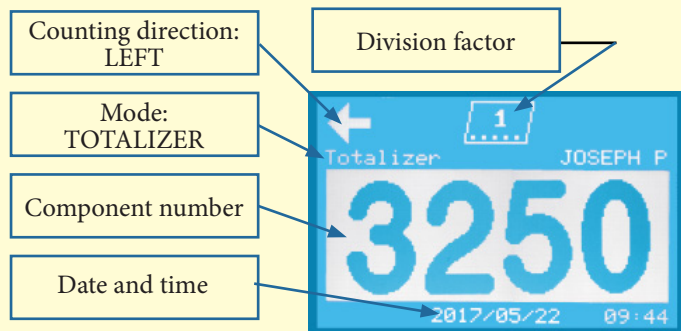 Counting direction:
LEFT
Division factor
Mode:
TOTALIZER
Component number
Date and time
1
Totalizer JOSEPH P
3250
2017/05/22 09:44